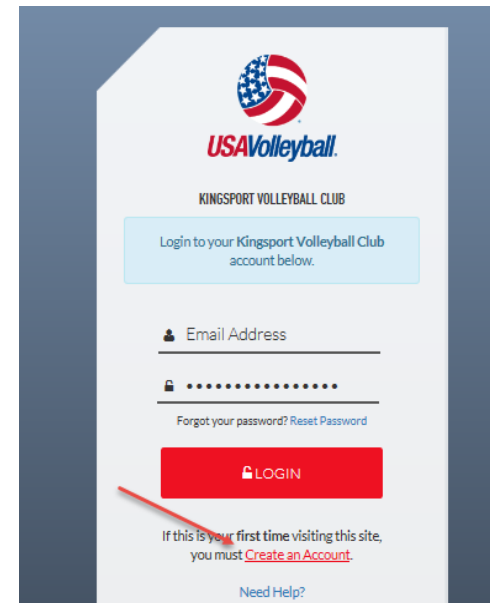 USAVolleyball.
KINGSPORT VOLLEYBALL CLUB
Login to your Kingsport Volleyball Club
account below.
Email Address
••••••••••••••••
Forgot your password? Reset Password
LOGIN
If this is your first time visiting this site,
you must Create an Account.
Need Help?